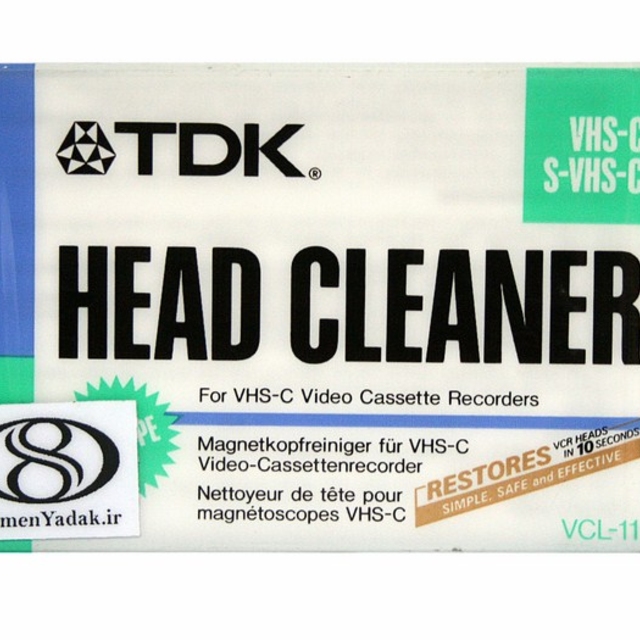 TDK®
VHS-C
S-VHS-C
HEAD CLEANER
For VHS-C Video Cassette Recorders
Magnetkopfreiniger für VHS-C
Video-Cassettenrecorder
Nettoyeur de tête pour
magnétoscopes VHS-C
RESTORES VCR HEADS
IN 10 SECONDS
SIMPLE, SAFE and EFFECTIVE
VCL-11
menYadak.ir